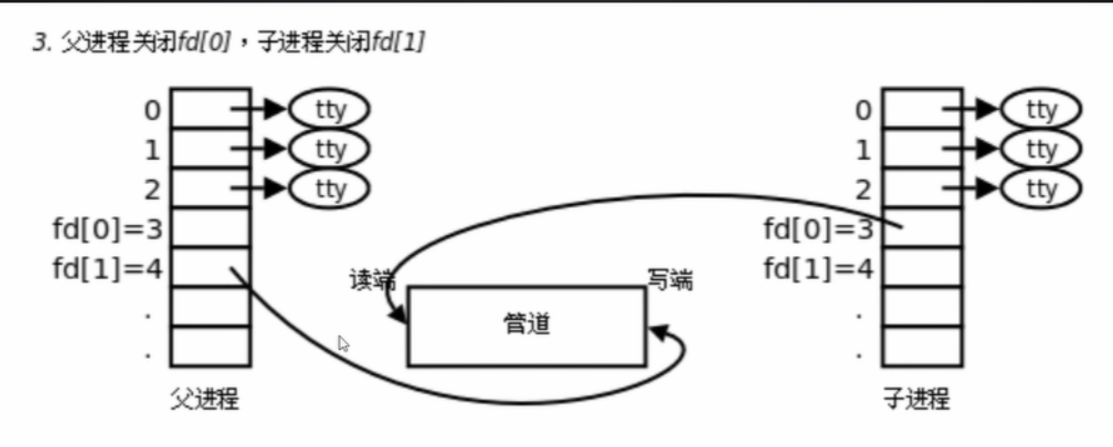 3. 父进程关闭fd[0]，子进程关闭fd[1]
0 tty 0 tty
1 tty 1 tty
2 tty 2 tty
fd[0]=3 fd[0]=3
fd[1]=4 读端 写端 fd[1]=4
. 管道 .
. .
父进程 子进程